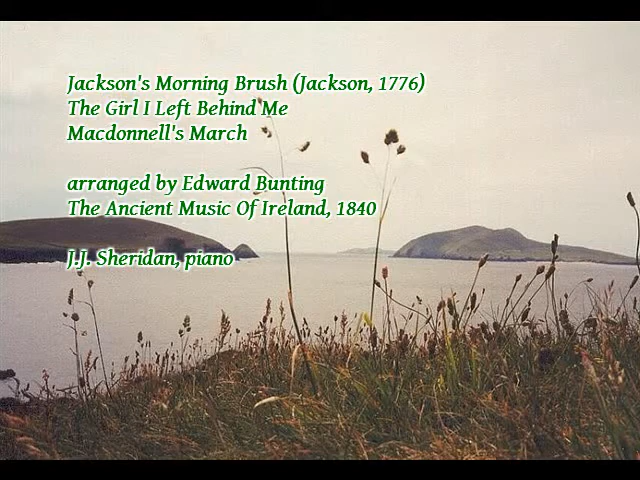 Jackson's Morning Brush (Jackson, 1776)
The Girl I Left Behind Me
Macdonnell's March
arranged by Edward Bunting
The Ancient Music Of Ireland, 1840
J.J. Sheridan, piano